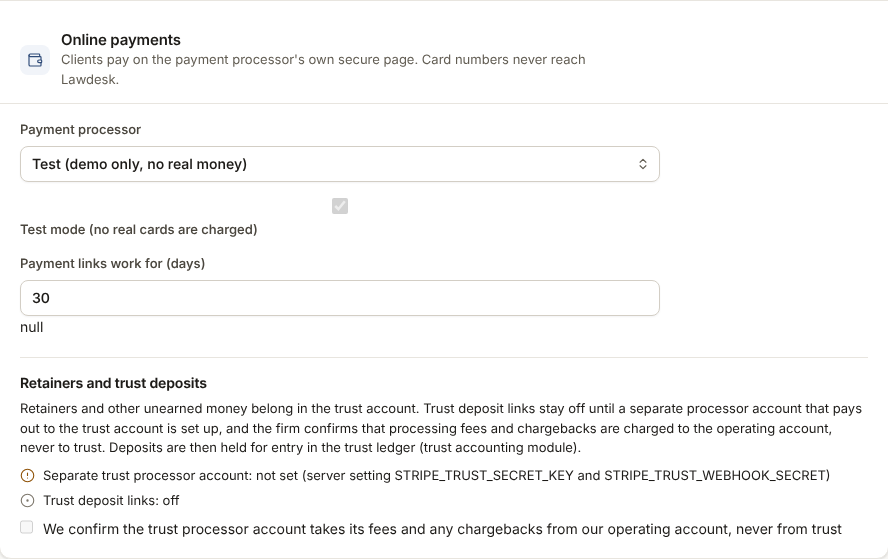 Online payments
Clients pay on the payment processor's own secure page. Card numbers never reach
Lawdesk.
Payment processor
Test (demo only, no real money)
Test mode (no real cards are charged)
Payment links work for (days)
30
null
Retainers and trust deposits
Retainers and other unearned money belong in the trust account. Trust deposit links stay off until a separate processor account that pays
out to the trust account is set up, and the firm confirms that processing fees and chargebacks are charged to the operating account,
never to trust. Deposits are then held for entry in the trust ledger (trust accounting module).
Separate trust processor account: not set (server setting STRIPE_TRUST_SECRET_KEY and STRIPE_TRUST_WEBHOOK_SECRET)
Trust deposit links: off
We confirm the trust processor account takes its fees and any chargebacks from our operating account, never from trust